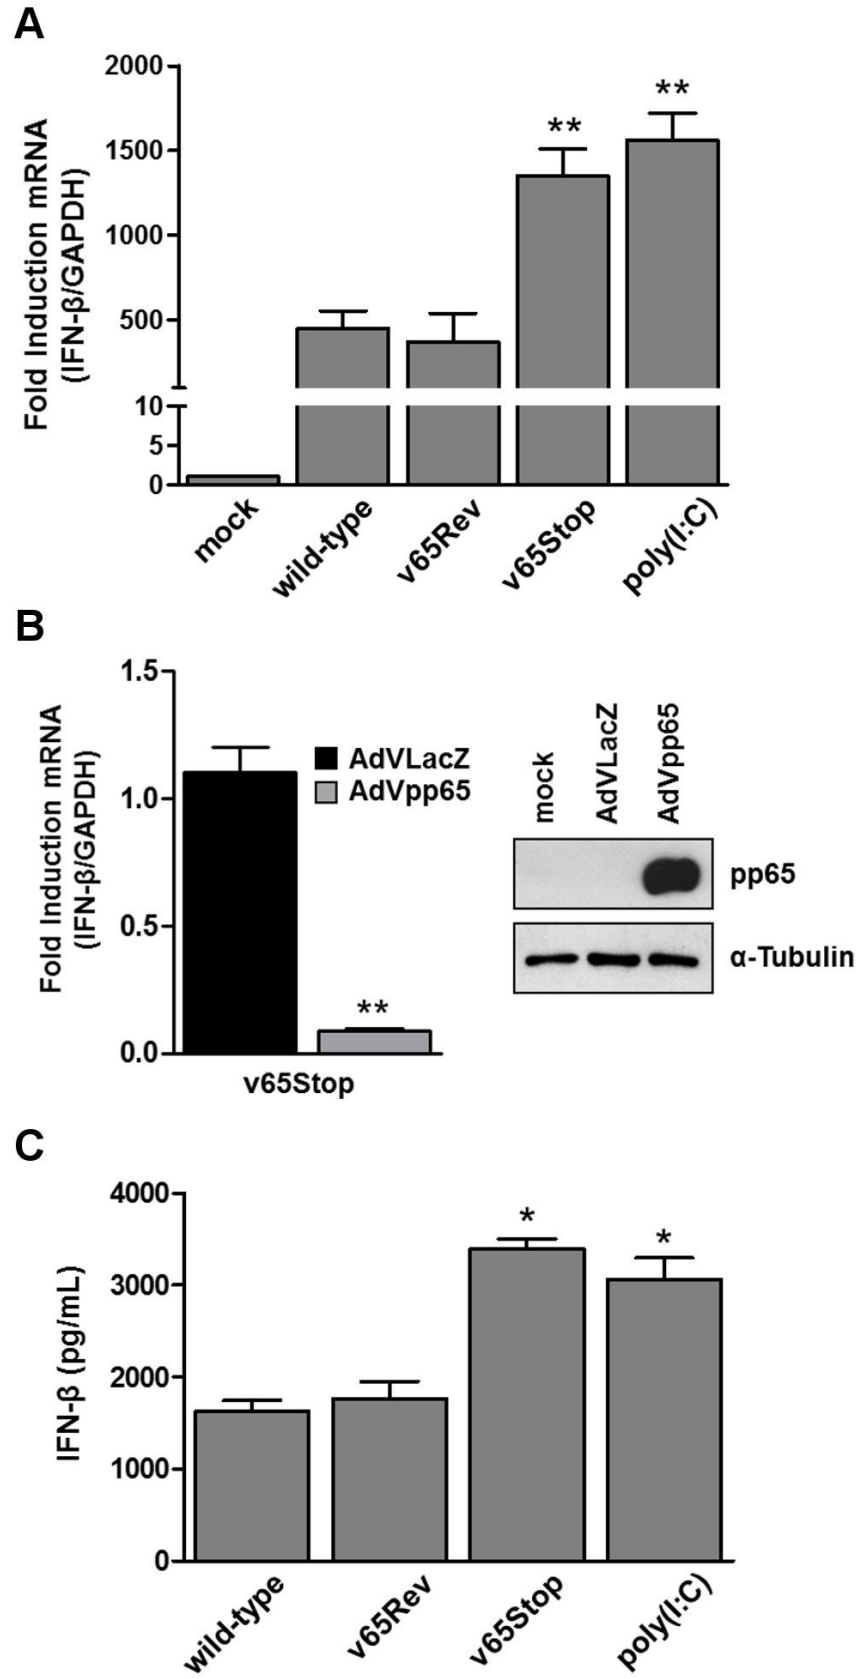 A
Fold Induction mRNA
(IFN-β/GAPDH)
2000
1500
1000
500
10
5
0
**
**
mock
wild-type
v65Rev
v65Stop
poly(I:C)
B
Fold Induction mRNA
(IFN-β/GAPDH)
1.5
1.0
0.5
0.0
AdVLacZ
AdVpp65
**
v65Stop
mock
AdVLacZ
AdVpp65
pp65
α-Tubulin
C
IFN-β (pg/mL)
4000
3000
2000
1000
0
*
*
wild-type
v65Rev
v65Stop
poly(I:C)